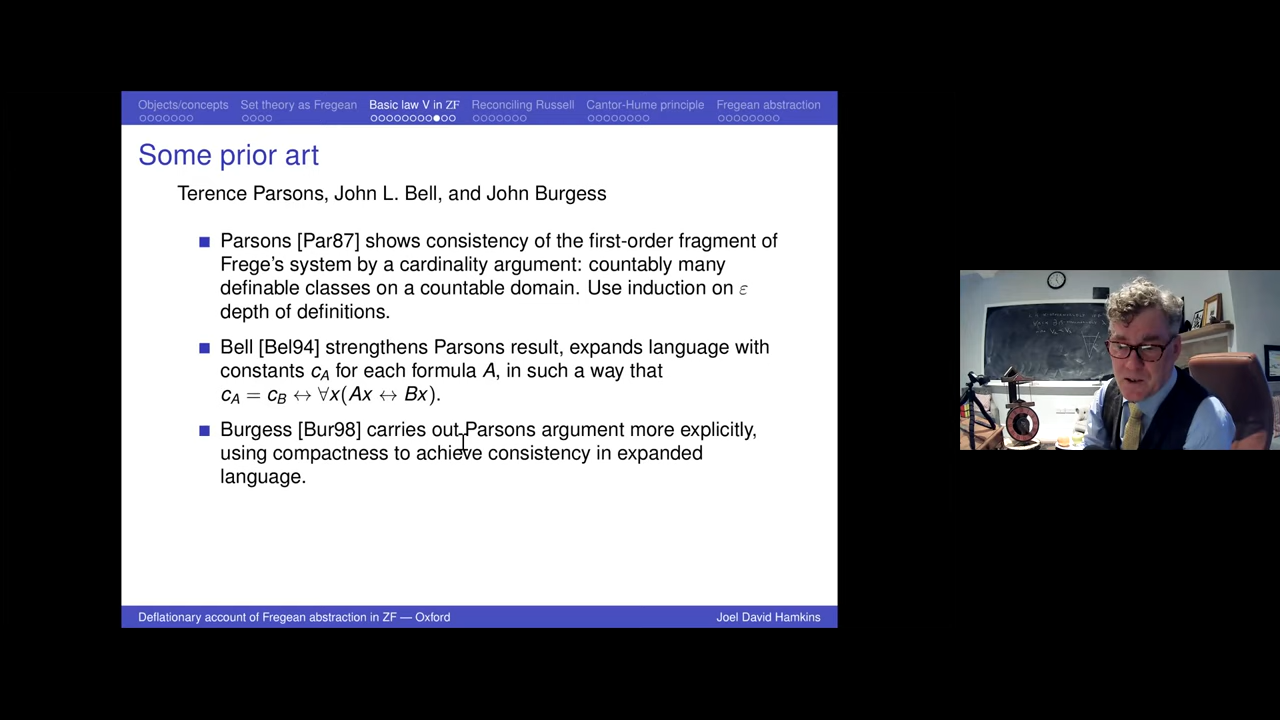 Objects/concepts Set theory as Fregean Basic law V in ZF Reconciling Russell Cantor-Hume principle Fregean abstraction
Some prior art
Terence Parsons, John L. Bell, and John Burgess
Parsons [Par87] shows consistency of the first-order fragment of
Frege's system by a cardinality argument: countably many
definable classes on a countable domain. Use induction on ε
depth of definitions.
Bell [Bel94] strengthens Parsons result, expands language with
constants c_A for each formula A, in such a way that
c_A = c_B ↔ ∀x(Ax ↔ Bx).
Burgess [Bur98] carries out Parsons argument more explicitly,
using compactness to achieve consistency in expanded
language.
Deflationary account of Fregean abstraction in ZF — Oxford Joel David Hamkins